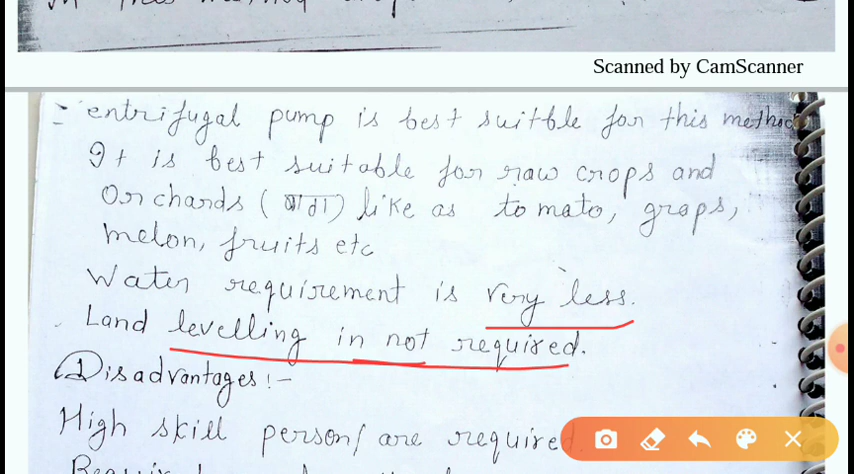 Scanned by CamScanner
entrifugal pump is best suitble for this method
It is best suitable for raw crops and
Orchards (बागा) like as tomato, graps,
melon, fruits etc
Water requirement is very less.
Land levelling in not required.
Disadvantages :-
High skill person/are require